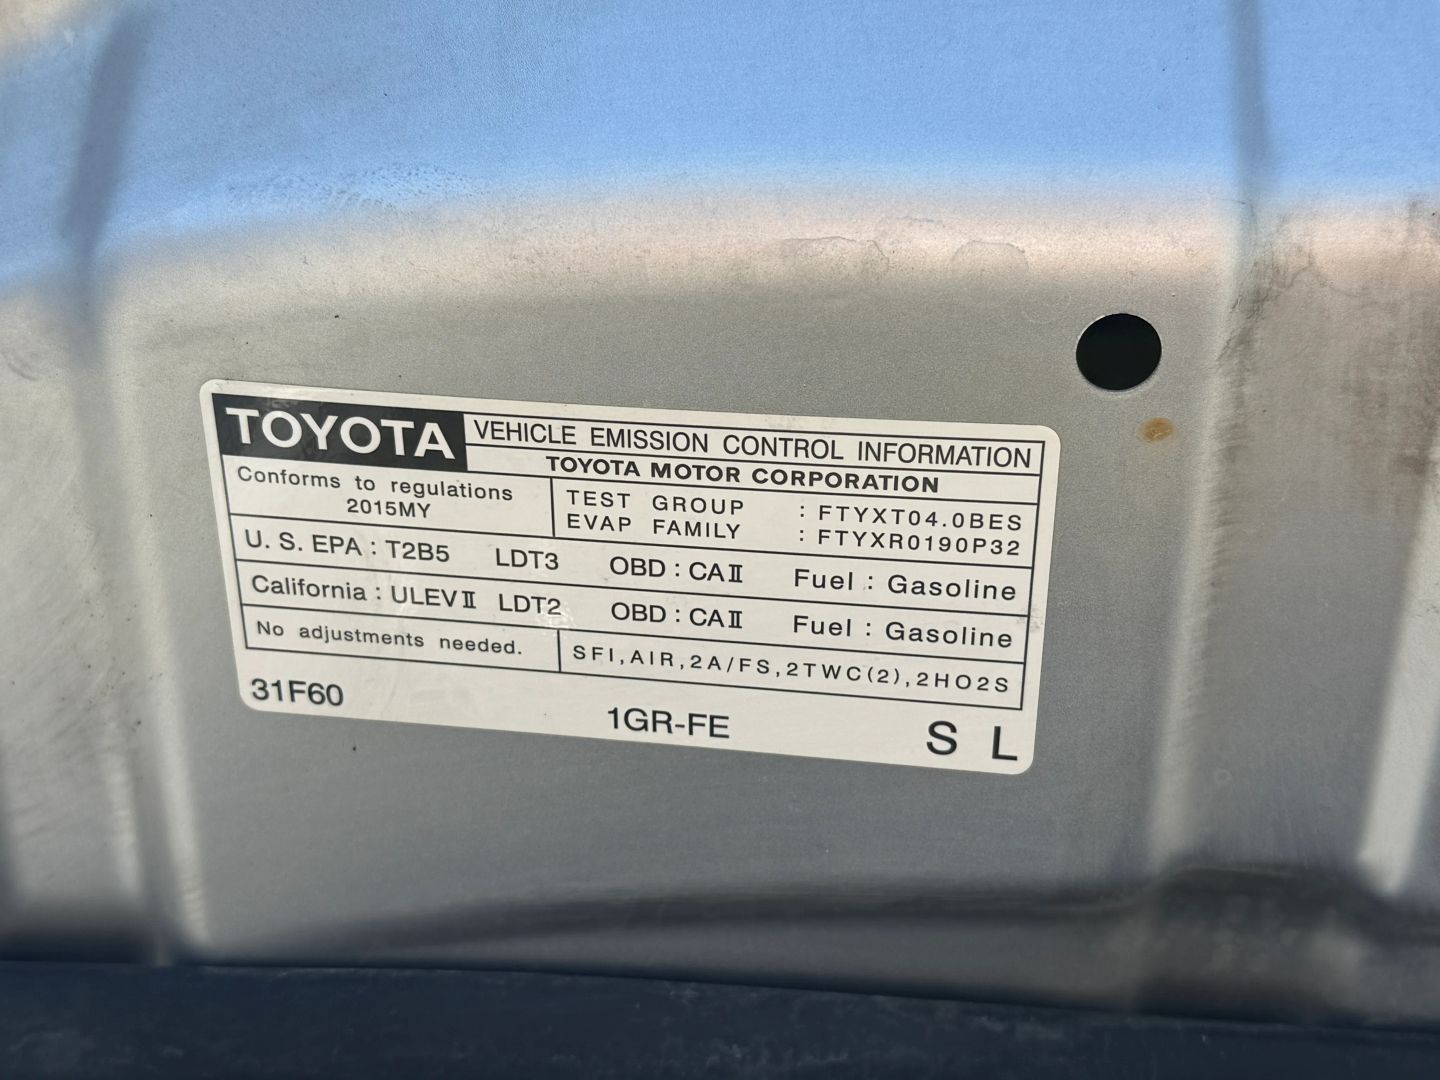 TOYOTA VEHICLE EMISSION CONTROL INFORMATION
TOYOTA MOTOR CORPORATION
Conforms to regulations
2015MY
TEST GROUP : FTYXT04.0BES
EVAP FAMILY : FTYXR0190P32
U. S. EPA : T2B5 LDT3 OBD : CAⅡ Fuel : Gasoline
California : ULEVⅡ LDT2 OBD : CAⅡ Fuel : Gasoline
No adjustments needed. SFI,AIR,2A/FS,2TWC(2),2HO2S
31F60 1GR-FE S L